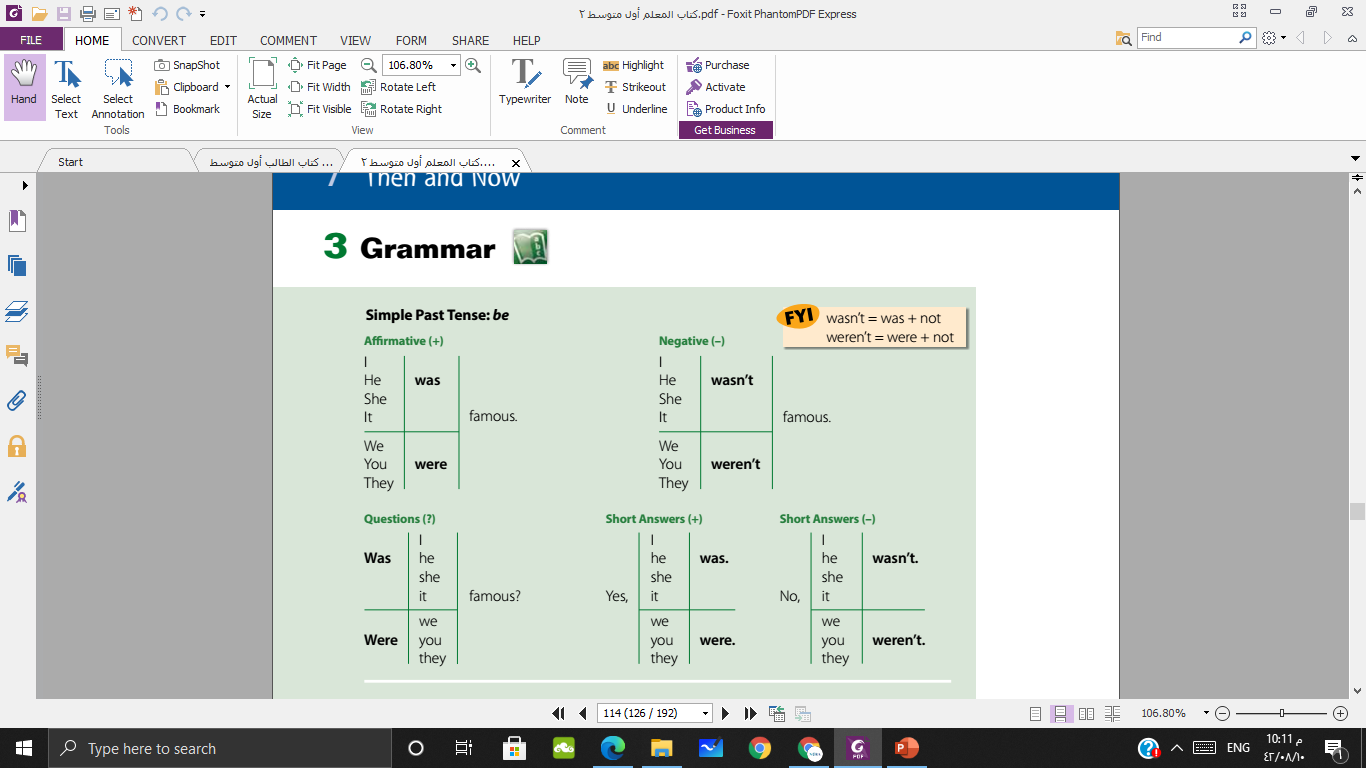 كتاب المعلم أول متوسط ٢.pdf - Foxit PhantomPDF Express
FILE HOME CONVERT EDIT COMMENT VIEW FORM SHARE HELP
Find
Hand
Select Text
Select Annotation
SnapShot
Clipboard
Bookmark
Tools
Actual Size
Fit Page
Fit Width
Fit Visible
106.80%
Rotate Left
Rotate Right
View
Typewriter
Note
Highlight
Strikeout
Underline
Comment
Purchase
Activate
Product Info
Get Business
Start
كتاب الطالب أول متوسط ...
كتاب المعلم أول متوسط ٢....
7 Then and Now
3 Grammar
Simple Past Tense: be
FYI
wasn't = was + not
weren't = were + not
Affirmative (+)
I
He
She
It
was
We
You
They
were
famous.
Negative (–)
I
He
She
It
wasn't
We
You
They
weren't
famous.
Questions (?)
Was
I
he
she
it
Were
we
you
they
famous?
Short Answers (+)
Yes,
I
he
she
it
was.
we
you
they
were.
Short Answers (–)
No,
I
he
she
it
wasn't.
we
you
they
weren't.
114 (126 / 192)
106.80%
Type here to search
ENG
10:11 م
٤٢/٠٨/١٠